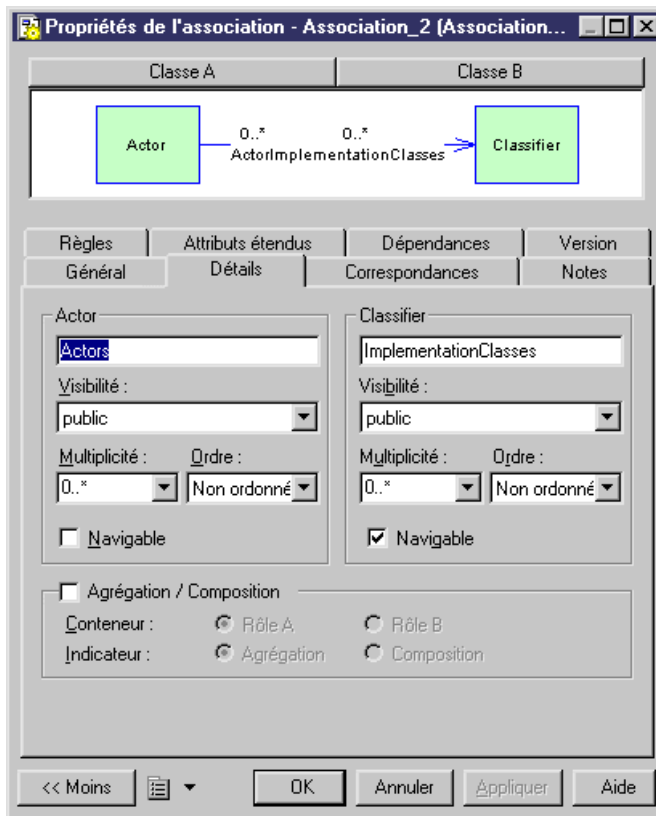 Propriétés de l'association - Association_2 (Association...
Classe A Classe B
0..* 0..*
Actor Classifier
ActorImplementationClasses
Règles Attributs étendus Dépendances Version
Général Détails Correspondances Notes
Actor Classifier
Actors ImplementationClasses
Visibilité : Visibilité :
public public
Multiplicité : Ordre : Multiplicité : Ordre :
0..* Non ordonné 0..* Non ordonné
Navigable Navigable
Agrégation / Composition
Conteneur : Rôle A Rôle B
Indicateur : Agrégation Composition
<< Moins OK Annuler Appliquer Aide